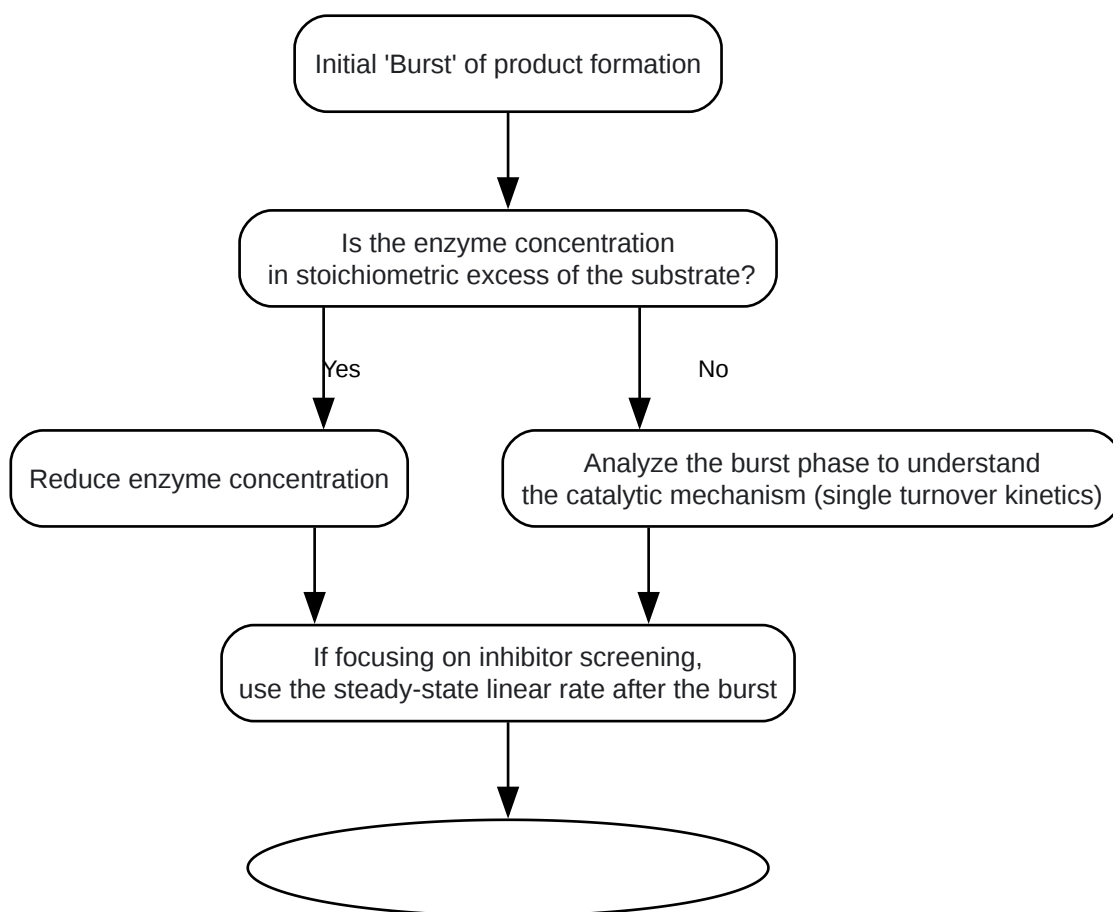 Initial 'Burst' of product formation
Is the enzyme concentration
in stoichiometric excess of the substrate?
Yes
No
Reduce enzyme concentration
Analyze the burst phase to understand
the catalytic mechanism (single turnover kinetics)
If focusing on inhibitor screening,
use the steady-state linear rate after the burst